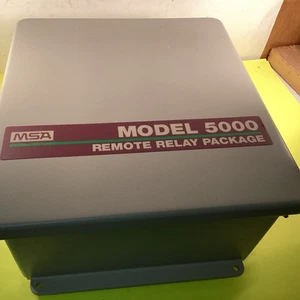 MSA
MODEL 5000
REMOTE RELAY PACKAGE